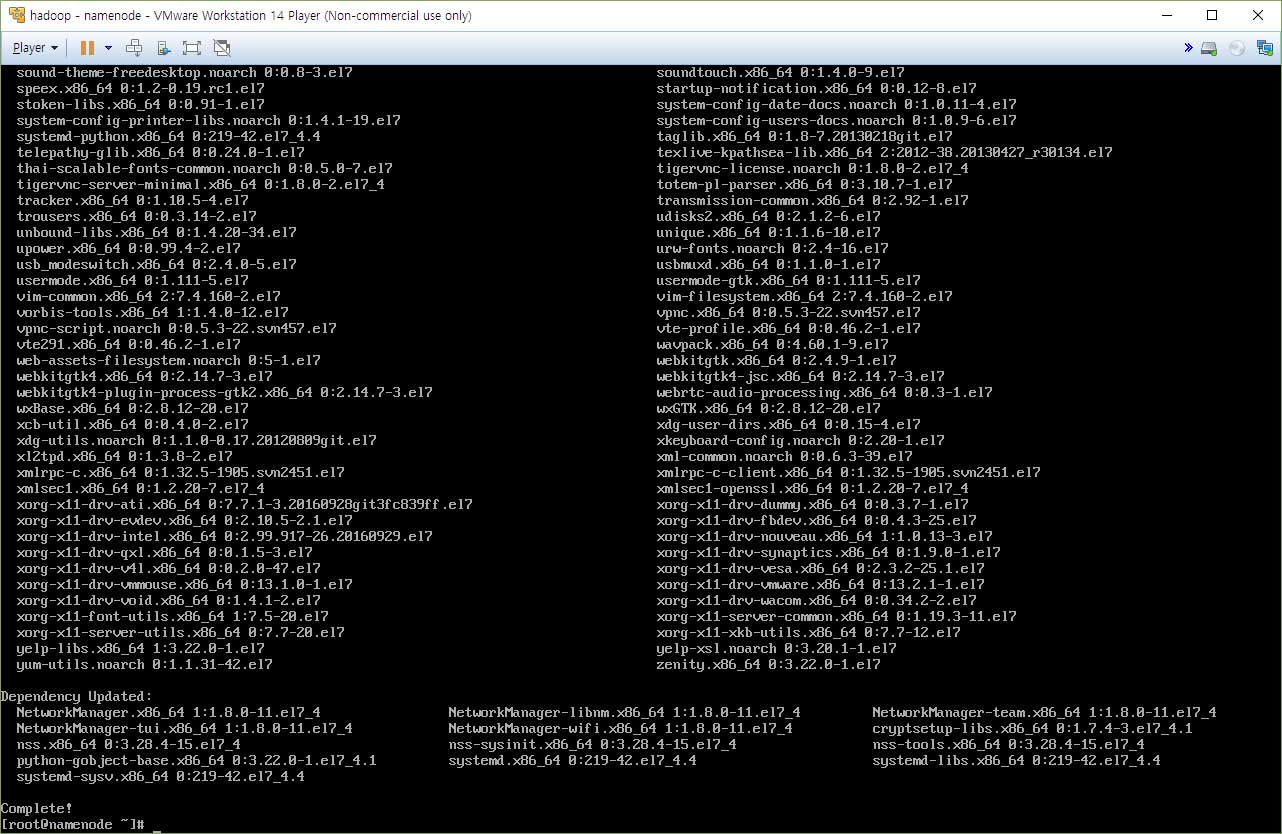 hadoop - namenode - VMware Workstation 14 Player (Non-commercial use only)
Player
sound-theme-freedesktop.noarch 0:0.8-3.el7 soundtouch.x86_64 0:1.4.0-9.el7
speex.x86_64 0:1.2-0.19.rc1.el7 startup-notification.x86_64 0:0.12-8.el7
stoken-libs.x86_64 0:0.91-1.el7 system-config-date-docs.noarch 0:1.0.11-4.el7
system-config-printer-libs.noarch 0:1.4.1-19.el7 system-config-users-docs.noarch 0:1.0.9-6.el7
systemd-python.x86_64 0:219-42.el7_4.4 taglib.x86_64 0:1.8-7.20130218git.el7
telepathy-glib.x86_64 0:0.24.0-1.el7 texlive-kpathsea-lib.x86_64 2:2012-38.20130427_r30134.el7
thai-scalable-fonts-common.noarch 0:0.5.0-7.el7 tigervnc-license.noarch 0:1.8.0-2.el7_4
tigervnc-server-minimal.x86_64 0:1.8.0-2.el7_4 totem-pl-parser.x86_64 0:3.10.7-1.el7
tracker.x86_64 0:1.10.5-4.el7 transmission-common.x86_64 0:2.92-1.el7
trousers.x86_64 0:0.3.14-2.el7 udisks2.x86_64 0:2.1.2-6.el7
unbound-libs.x86_64 0:1.4.20-34.el7 unique.x86_64 0:1.1.6-10.el7
upower.x86_64 0:0.99.4-2.el7 urw-fonts.noarch 0:2.4-16.el7
usb_modeswitch.x86_64 0:2.4.0-5.el7 usbmuxd.x86_64 0:1.1.0-1.el7
usermode.x86_64 0:1.111-5.el7 usermode-gtk.x86_64 0:1.111-5.el7
vim-common.x86_64 2:7.4.160-2.el7 vim-filesystem.x86_64 2:7.4.160-2.el7
vorbis-tools.x86_64 1:1.4.0-12.el7 vpnc.x86_64 0:0.5.3-22.svn457.el7
vpnc-script.noarch 0:0.5.3-22.svn457.el7 vte-profile.x86_64 0:0.46.2-1.el7
vte291.x86_64 0:0.46.2-1.el7 wavpack.x86_64 0:4.60.1-9.el7
web-assets-filesystem.noarch 0:5-1.el7 webkitgtk.x86_64 0:2.4.9-1.el7
webkitgtk4.x86_64 0:2.14.7-3.el7 webkitgtk4-jsc.x86_64 0:2.14.7-3.el7
webkitgtk4-plugin-process-gtk2.x86_64 0:2.14.7-3.el7 webrtc-audio-processing.x86_64 0:0.3-1.el7
wxBase.x86_64 0:2.8.12-20.el7 wxGTK.x86_64 0:2.8.12-20.el7
xcb-util.x86_64 0:0.4.0-2.el7 xdg-user-dirs.x86_64 0:0.15-4.el7
xdg-utils.noarch 0:1.1.0-0.17.20120809git.el7 xkeyboard-config.noarch 0:2.20-1.el7
xl2tpd.x86_64 0:1.3.8-2.el7 xml-common.noarch 0:0.6.3-39.el7
xmlrpc-c.x86_64 0:1.32.5-1905.svn2451.el7 xmlrpc-c-client.x86_64 0:1.32.5-1905.svn2451.el7
xmlsec1.x86_64 0:1.2.20-7.el7_4 xmlsec1-openssl.x86_64 0:1.2.20-7.el7_4
xorg-x11-drv-ati.x86_64 0:7.7.1-3.20160928git3fc839ff.el7 xorg-x11-drv-dummy.x86_64 0:0.3.7-1.el7
xorg-x11-drv-evdev.x86_64 0:2.10.5-2.1.el7 xorg-x11-drv-fbdev.x86_64 0:0.4.3-25.el7
xorg-x11-drv-intel.x86_64 0:2.99.917-26.20160929.el7 xorg-x11-drv-nouveau.x86_64 1:1.0.13-3.el7
xorg-x11-drv-qxl.x86_64 0:0.1.5-3.el7 xorg-x11-drv-synaptics.x86_64 0:1.9.0-1.el7
xorg-x11-drv-v4l.x86_64 0:0.2.0-47.el7 xorg-x11-drv-vesa.x86_64 0:2.3.2-25.1.el7
xorg-x11-drv-vmmouse.x86_64 0:13.1.0-1.el7 xorg-x11-drv-vmware.x86_64 0:13.2.1-1.el7
xorg-x11-drv-void.x86_64 0:1.4.1-2.el7 xorg-x11-drv-wacom.x86_64 0:0.34.2-2.el7
xorg-x11-font-utils.x86_64 1:7.5-20.el7 xorg-x11-server-common.x86_64 0:1.19.3-11.el7
xorg-x11-server-utils.x86_64 0:7.7-20.el7 xorg-x11-xkb-utils.x86_64 0:7.7-12.el7
yelp-libs.x86_64 1:3.22.0-1.el7 yelp-xsl.noarch 0:3.20.1-1.el7
yum-utils.noarch 0:1.1.31-42.el7 zenity.x86_64 0:3.22.0-1.el7
Dependency Updated:
NetworkManager.x86_64 1:1.8.0-11.el7_4 NetworkManager-libnm.x86_64 1:1.8.0-11.el7_4 NetworkManager-team.x86_64 1:1.8.0-11.el7_4
NetworkManager-tui.x86_64 1:1.8.0-11.el7_4 NetworkManager-wifi.x86_64 1:1.8.0-11.el7_4 cryptsetup-libs.x86_64 0:1.7.4-3.el7_4.1
nss.x86_64 0:3.28.4-15.el7_4 nss-sysinit.x86_64 0:3.28.4-15.el7_4 nss-tools.x86_64 0:3.28.4-15.el7_4
python-gobject-base.x86_64 0:3.22.0-1.el7_4.1 systemd.x86_64 0:219-42.el7_4.4 systemd-libs.x86_64 0:219-42.el7_4.4
systemd-sysv.x86_64 0:219-42.el7_4.4
Complete!
[root@namenode ~]# _